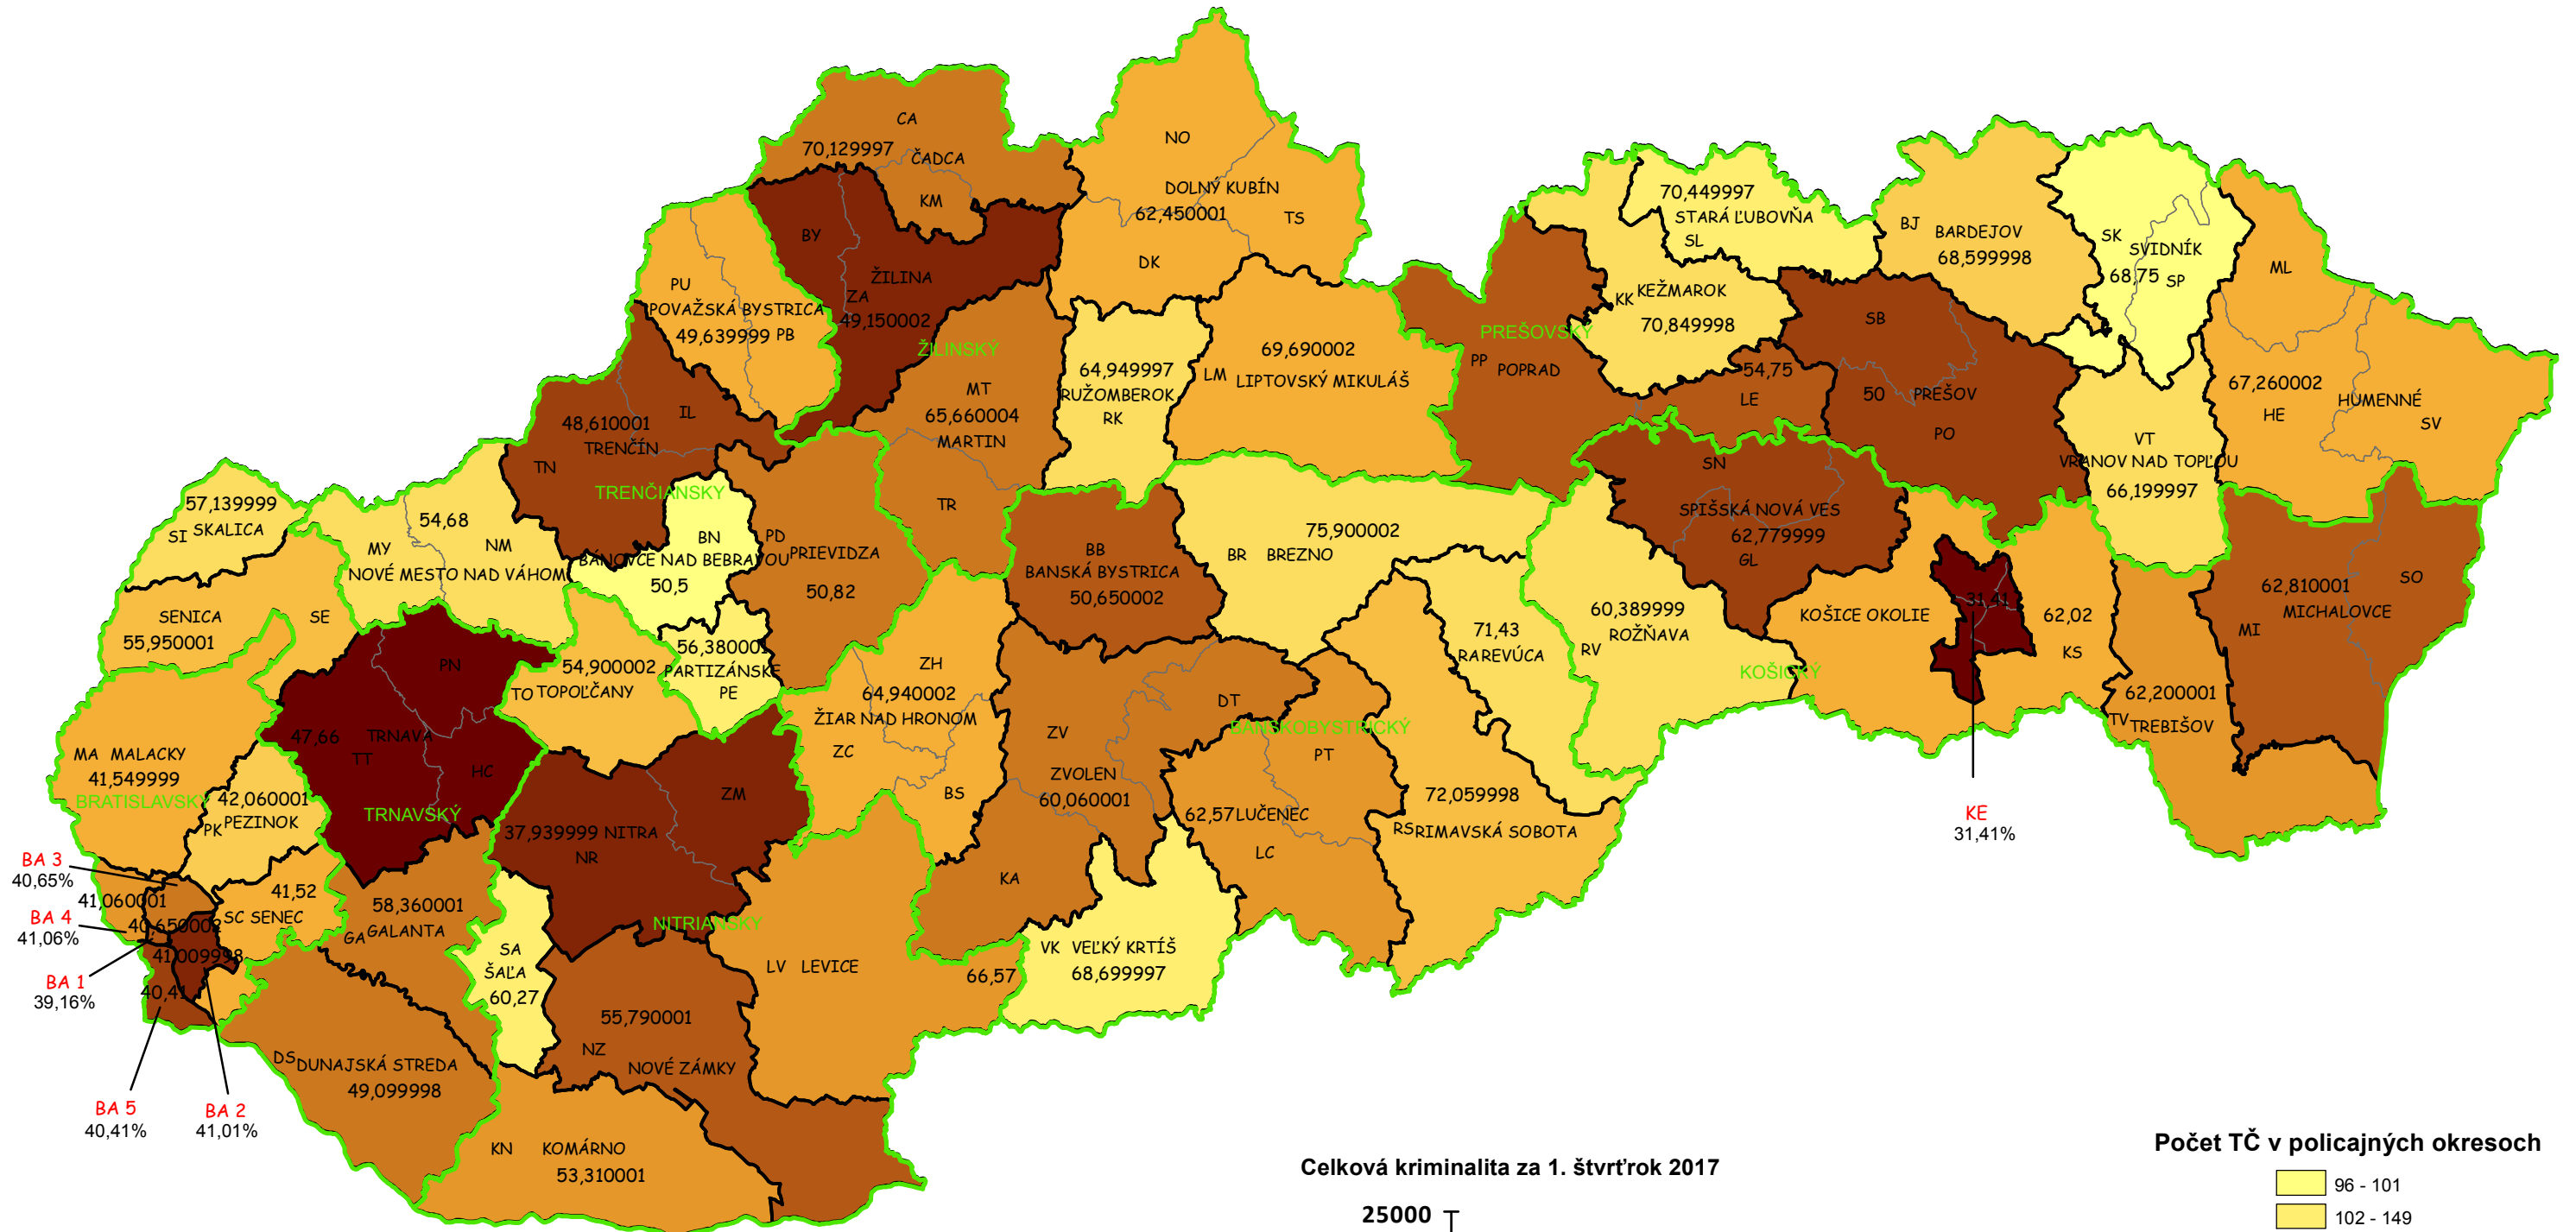 CA
70,129997
ČADCA
KM
NO
DOLNÝ KUBÍN
62,450001
TS
DK
BY
ŽILINA
ZA
49,150002
ŽILINSKÝ
PU
POVAŽSKÁ BYSTRICA
49,639999 PB
MT
65,660004
MARTIN
TR
64,949997
RUŽOMBEROK
RK
69,690002
LM LIPTOVSKÝ MIKULÁŠ
70,449997
STARÁ ĽUBOVŇA
SL
KK KEŽMAROK
70,849998
PREŠOVSKÝ
PP POPRAD
54,75
LE
BJ BARDEJOV
68,599998
SK SVIDNÍK
68,75 SP
ML
67,260002
HUMENNÉ
HE
SV
SB
50 PREŠOV
PO
VT
VRANOV NAD TOPĽOU
66,199997
IL
48,610001
TRENČÍN
TN
TRENČIANSKY
57,139999
SI SKALICA
54,68
MY NM
NOVÉ MESTO NAD VÁHOM
BN
BÁNOVCE NAD BEBRAVOU
50,5
PD PRIEVIDZA
50,82
SENICA SE
55,950001
56,380001
PARTIZÁNSKE
PE
54,900002
TO TOPOĽČANY
BB
BANSKÁ BYSTRICA
50,650002
75,900002
BR BREZNO
SN
SPIŠSKÁ NOVÁ VES
62,779999
GL
71,43
RA REVÚCA
60,389999
ROŽŇAVA
RV
KOŠICKÝ
KOŠICE OKOLIE
31,41
62,02
KS
62,810001
MICHALOVCE
MI
SO
62,200001
TV TREBIŠOV
PN
47,66 TRNAVA
TT
HC
TRNAVSKÝ
MA MALACKY
41,549999
BRATISLAVSKÝ
42,060001
PK PEZINOK
ZH
64,940002
ŽIAR NAD HRONOM
ZC
BS
DT
ZV
BANSKOBYSTRICKÝ
PT
ZVOLEN
60,060001
62,57 LUČENEC
LC
KA
72,059998
RS RIMAVSKÁ SOBOTA
KE
31,41%
ZM
37,939999 NITRA
NR
NITRIANSKY
BA 3
40,65%
41,060001
40,650002
BA 4
41,06%
41,009998
BA 1
39,16%
40,41
41,52
SC SENEC
58,360001
GA GALANTA
SA
ŠAĽA
60,27
LV LEVICE
66,57
VK VEĽKÝ KRTÍŠ
68,699997
55,790001
NZ
NOVÉ ZÁMKY
DS DUNAJSKÁ STREDA
49,099998
BA 5
40,41%
BA 2
41,01%
KN KOMÁRNO
53,310001
Celková kriminalita za 1. štvrťrok 2017
25000
Počet TČ v policajných okresoch
96 - 101
102 - 149